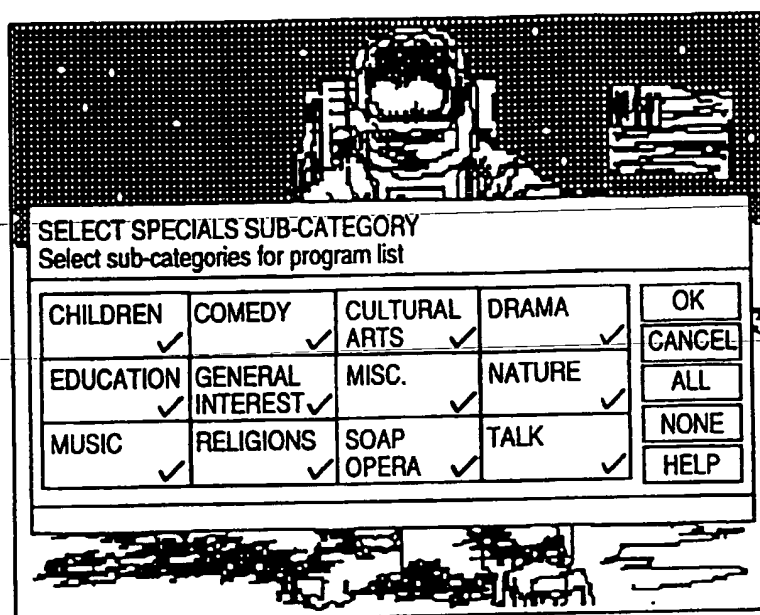 SELECT SPECIALS SUB-CATEGORY
Select sub-categories for program list
CHILDREN COMEDY CULTURAL ARTS DRAMA OK
CANCEL
EDUCATION GENERAL INTEREST MISC. NATURE ALL
MUSIC RELIGIONS SOAP OPERA TALK NONE
HELP